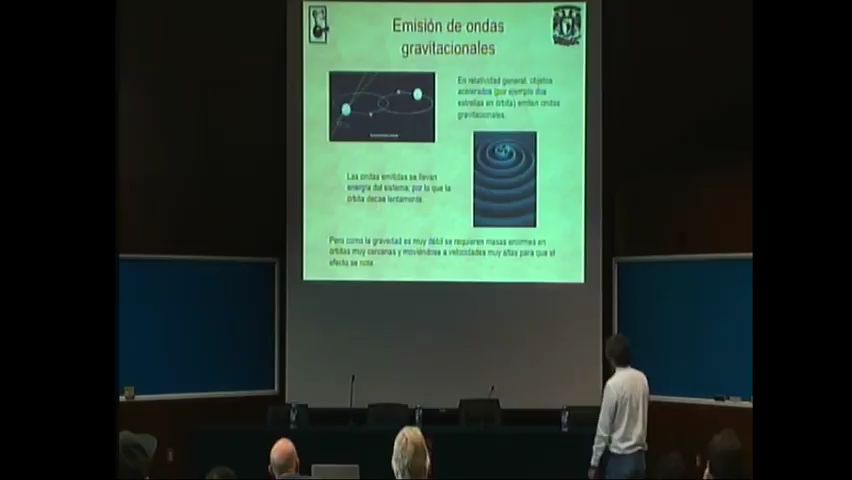 Emisión de ondas
gravitacionales
En relatividad general, objetos
acelerados (por ejemplo dos
estrellas en órbita) emiten ondas
gravitacionales.
Las ondas emitidas se llevan
energía del sistema, por lo que la
órbita decae lentamente.
Pero como la gravedad es muy débil se requieren masas enormes en
orbitas muy cercanas y moviéndose a velocidades muy altas para que el
efecto se note.